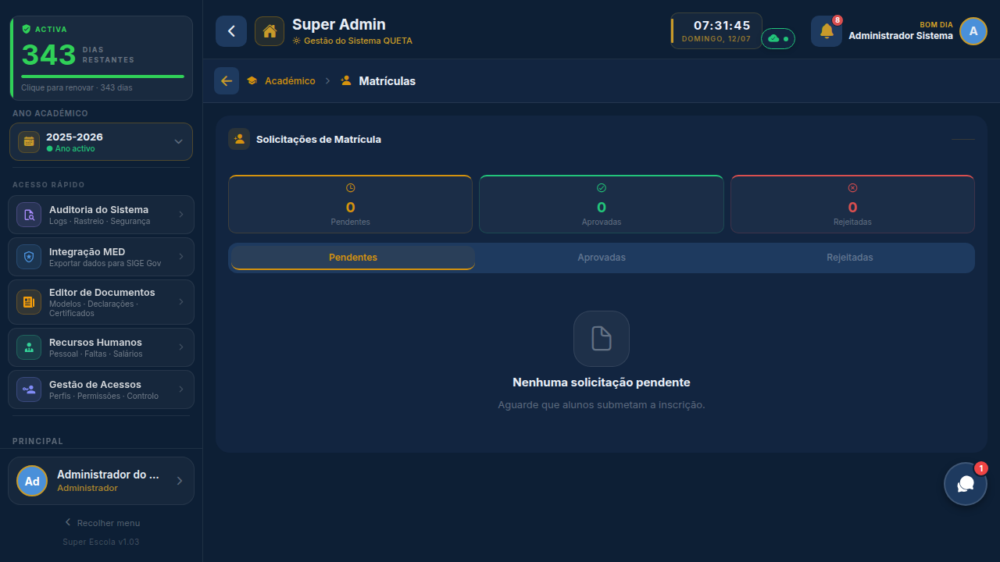 ACTIVA
343 DIAS RESTANTES
Clique para renovar · 343 dias
ANO ACADÉMICO
2025-2026
Ano activo
ACESSO RÁPIDO
Auditoria do Sistema
Logs · Rastreio · Segurança
Integração MED
Exportar dados para SIGE Gov
Editor de Documentos
Modelos · Declarações ·
Certificados
Recursos Humanos
Pessoal · Faltas · Salários
Gestão de Acessos
Perfis · Permissões · Controlo
PRINCIPAL
Ad
Administrador do ...
Administrador
Recolher menu
Super Escola v1.03
Super Admin
Gestão do Sistema QUETA
07:31:45
DOMINGO, 12/07
8
BOM DIA
Administrador Sistema
A
Académico
Matrículas
Solicitações de Matrícula
0
Pendentes
0
Aprovadas
0
Rejeitadas
Pendentes
Aprovadas
Rejeitadas
Nenhuma solicitação pendente
Aguarde que alunos submetam a inscrição.
1